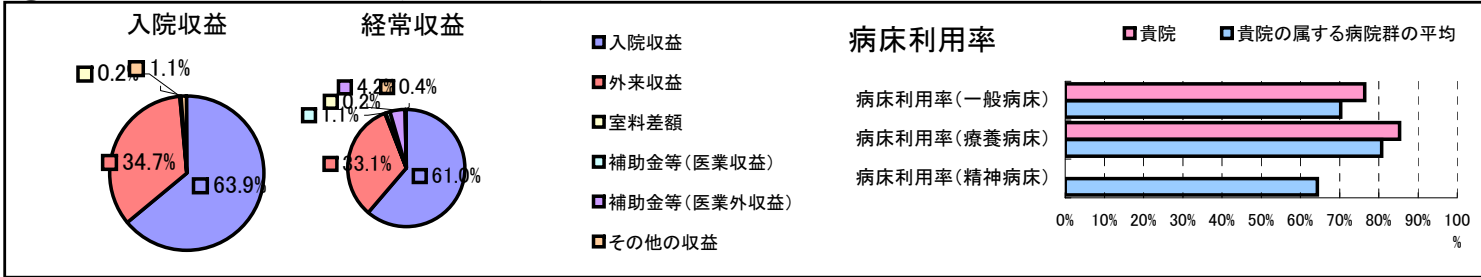 入院収益
0.2%
1.1%
34.7%
63.9%
経常収益
4.2%
0.4%
0.2%
1.1%
33.1%
61.0%
入院収益
外来収益
室料差額
補助金等(医業収益)
補助金等(医業外収益)
その他の収益
病床利用率
貴院
貴院の属する病院群の平均
病床利用率(一般病床)
病床利用率(療養病床)
病床利用率(精神病床)
0% 10% 20% 30% 40% 50% 60% 70% 80% 90% 100
%